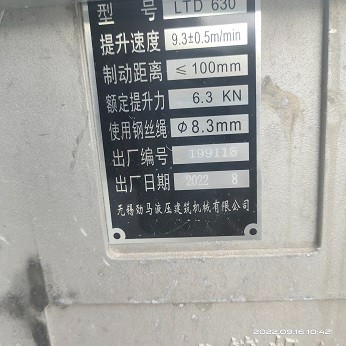 型 号 LTD 630
提升速度 9.3±0.5m/min
制动距离 ≤100mm
额定提升力 6.3 KN
使用钢丝绳 Φ8.3mm
出厂编号 199116
出厂日期 2022 8
无锡劲马液压建筑机械有限公司
2022.09.16 10:42